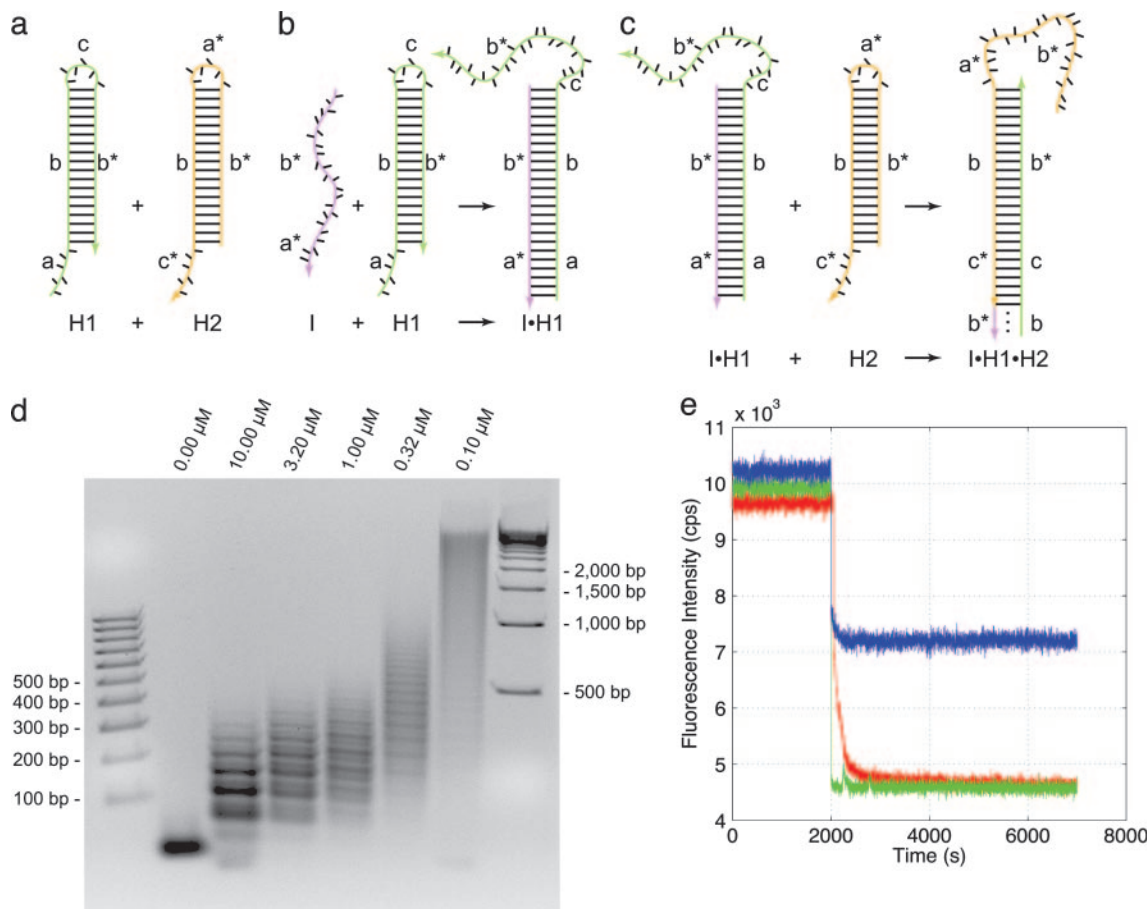 a
c
a*
b
b*
b
b*
+
a
c*
H1 + H2
b
c
b*
c
b*
b
b*
b*
b
+
a*
a
a*
a
I + H1 I•H1
c
b*
c
a*
a*
b*
b*
b
b
b*
b
b*
+
a*
a
c*
c*
c
b*
b
I•H1 + H2 I•H1•H2
d
0.00 µM
10.00 µM
3.20 µM
1.00 µM
0.32 µM
0.10 µM
500 bp -
400 bp -
300 bp -
200 bp -
100 bp -
- 2,000 bp
- 1,500 bp
- 1,000 bp
- 500 bp
e
x 10³
11
10
9
8
7
6
5
4
Fluorescence Intensity (cps)
0 2000 4000 6000 8000
Time (s)